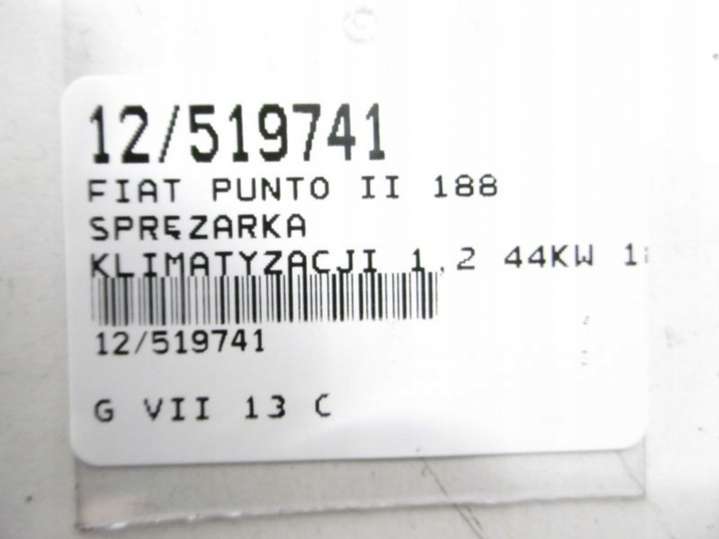 12/519741
FIAT PUNTO II 188
SPRĘZARKA
KLIMATYZACJI 1.2 44KW
12/519741
G VII 13 C